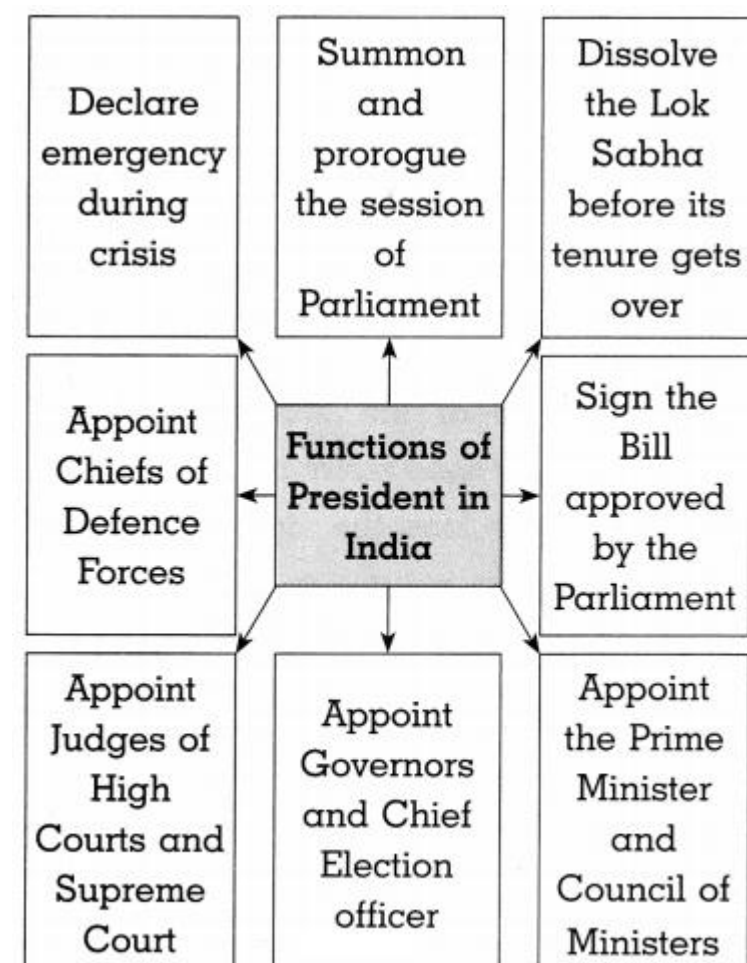 Declare
emergency
during
crisis
Summon
and
prorogue
the session
of
Parliament
Dissolve
the Lok
Sabha
before its
tenure gets
over
Appoint
Chiefs of
Defence
Forces
Functions of
President in
India
Sign the
Bill
approved
by the
Parliament
Appoint
Judges of
High
Courts and
Supreme
Court
Appoint
Governors
and Chief
Election
officer
Appoint
the Prime
Minister
and
Council of
Ministers